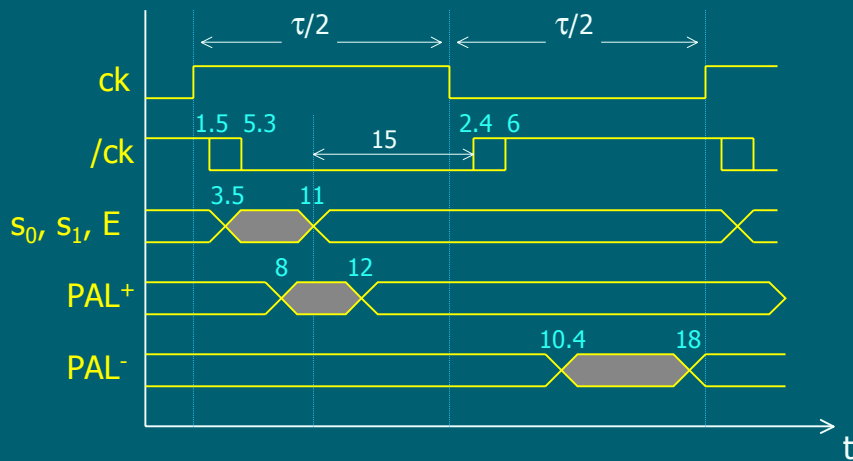 τ/2 τ/2
ck
1.5 5.3 15 2.4 6
/ck
3.5 11
s₀, s₁, E
8 12
PAL⁺
10.4 18
PAL⁻
t